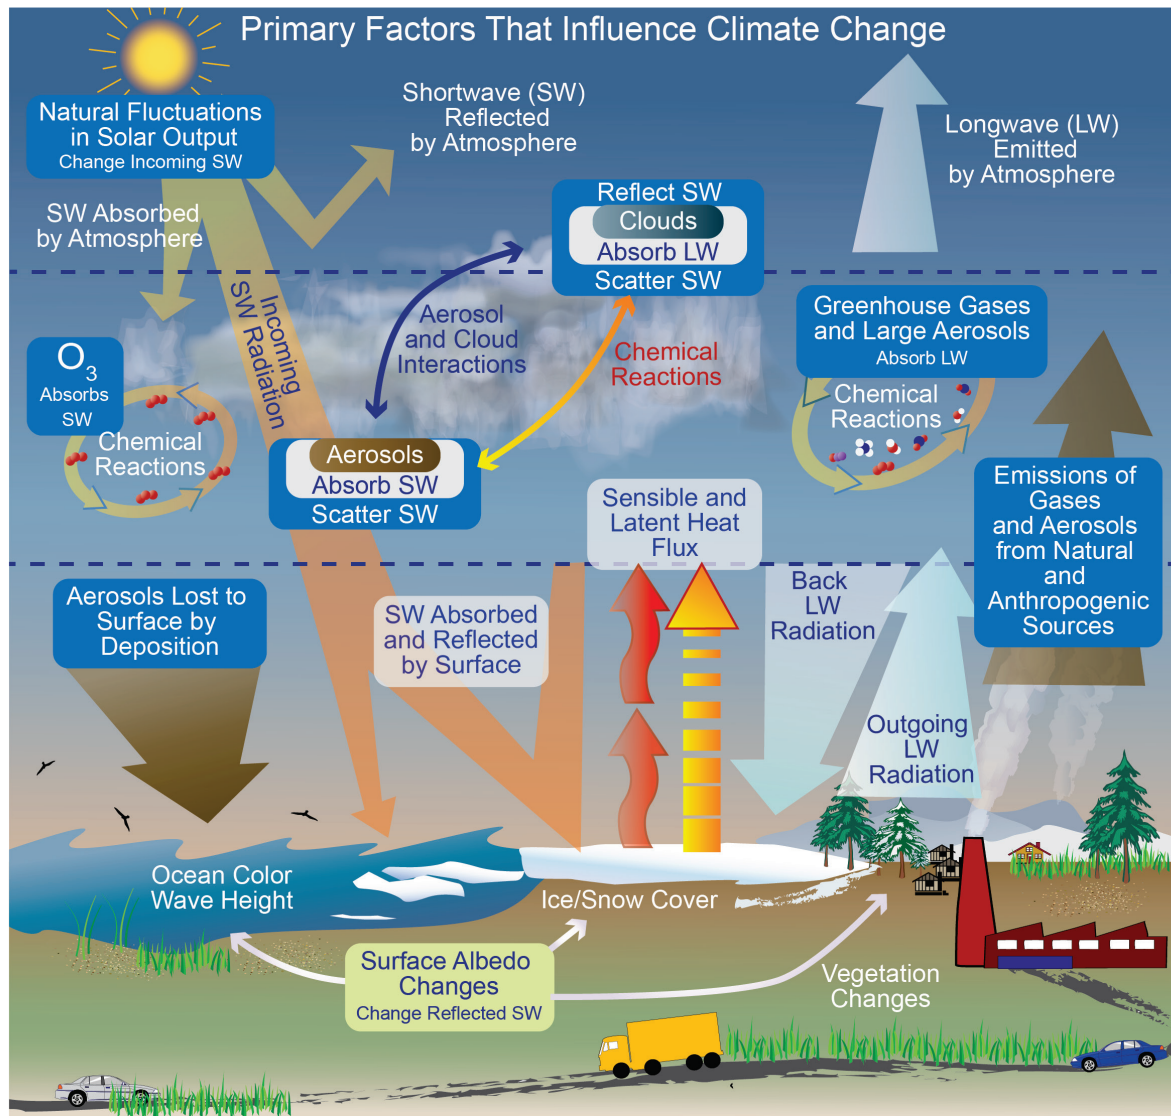 Primary Factors That Influence Climate Change
Natural Fluctuations
in Solar Output
Change Incoming SW
Shortwave (SW)
Reflected
by Atmosphere
Longwave (LW)
Emitted
by Atmosphere
SW Absorbed
by Atmosphere
Reflect SW
Clouds
Absorb LW
Scatter SW
Incoming
SW Radiation
Aerosol
and Cloud
Interactions
Chemical
Reactions
Greenhouse Gases
and Large Aerosols
Absorb LW
Chemical
Reactions
O3
Absorbs
SW
Chemical
Reactions
Aerosols
Absorb SW
Scatter SW
Sensible and
Latent Heat
Flux
Emissions of
Gases
and Aerosols
from Natural
and
Anthropogenic
Sources
Aerosols Lost to
Surface by
Deposition
SW Absorbed
and Reflected
by Surface
Back
LW
Radiation
Outgoing
LW
Radiation
Ocean Color
Wave Height
Ice/Snow Cover
Surface Albedo
Changes
Change Reflected SW
Vegetation
Changes